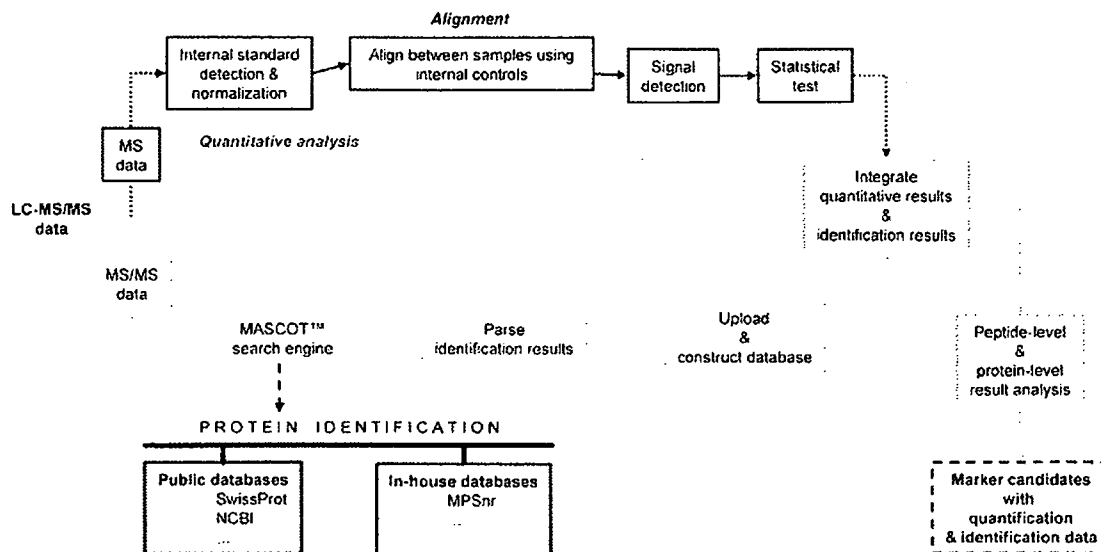 Alignment
Internal standard
detection &
normalization
Align between samples using
internal controls
Signal
detection
Statistical
test
Quantitative analysis
MS
data
LC-MS/MS
data
MS/MS
data
Integrate
quantitative results
&
identification results
MASCOT™
search engine
Parse
identification results
Upload
&
construct database
Peptide-level
&
protein-level
result analysis
PROTEIN IDENTIFICATION
Public databases
SwissProt
NCBI
...
In-house databases
MPSnr
...
Marker candidates
with
quantification
& identification data